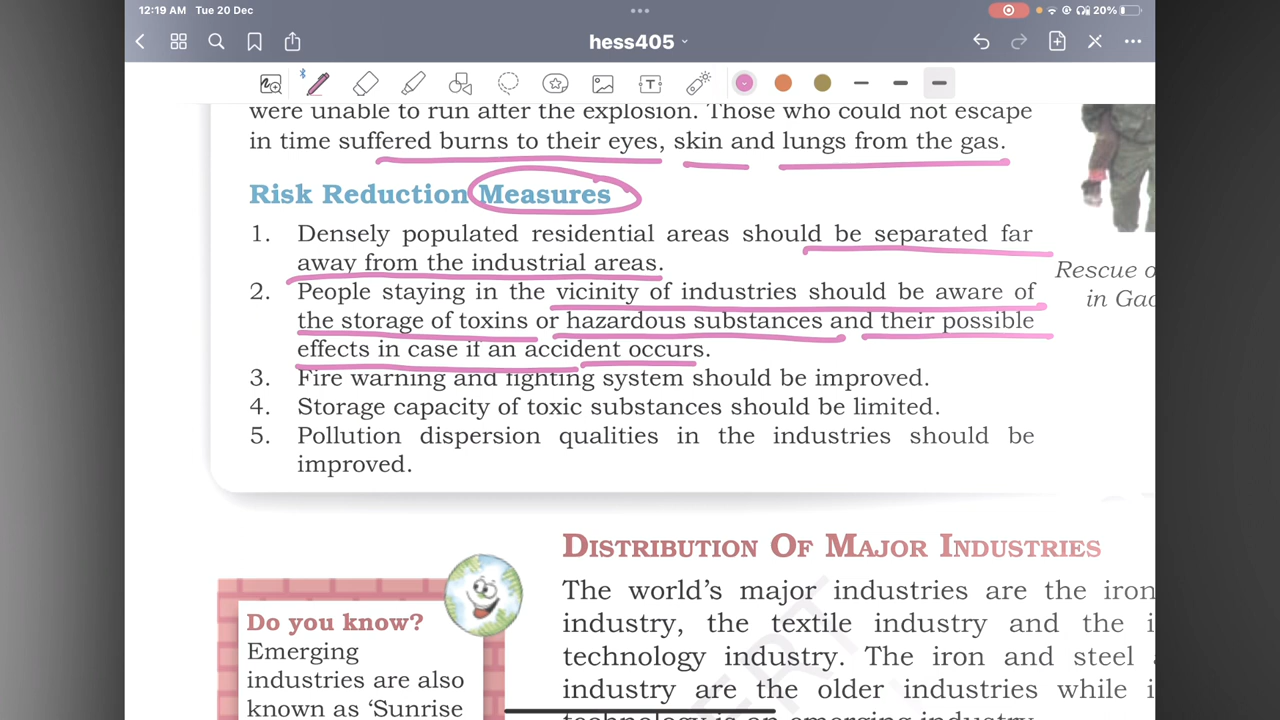 12:19 AM Tue 20 Dec
20%
hess405
T
were unable to run after the explosion. Those who could not escape
in time suffered burns to their eyes, skin and lungs from the gas.
Risk Reduction Measures
1. Densely populated residential areas should be separated far
away from the industrial areas.
2. People staying in the vicinity of industries should be aware of
the storage of toxins or hazardous substances and their possible
effects in case if an accident occurs.
3. Fire warning and fighting system should be improved.
4. Storage capacity of toxic substances should be limited.
5. Pollution dispersion qualities in the industries should be
improved.
Rescue
in
DISTRIBUTION OF MAJOR INDUSTRIES
The world's major industries are the iron
industry, the textile industry and the
technology industry. The iron and steel
industry are the older industries while
technology is an emerging industry.
Do you know?
Emerging
industries are also
known as 'Sunrise